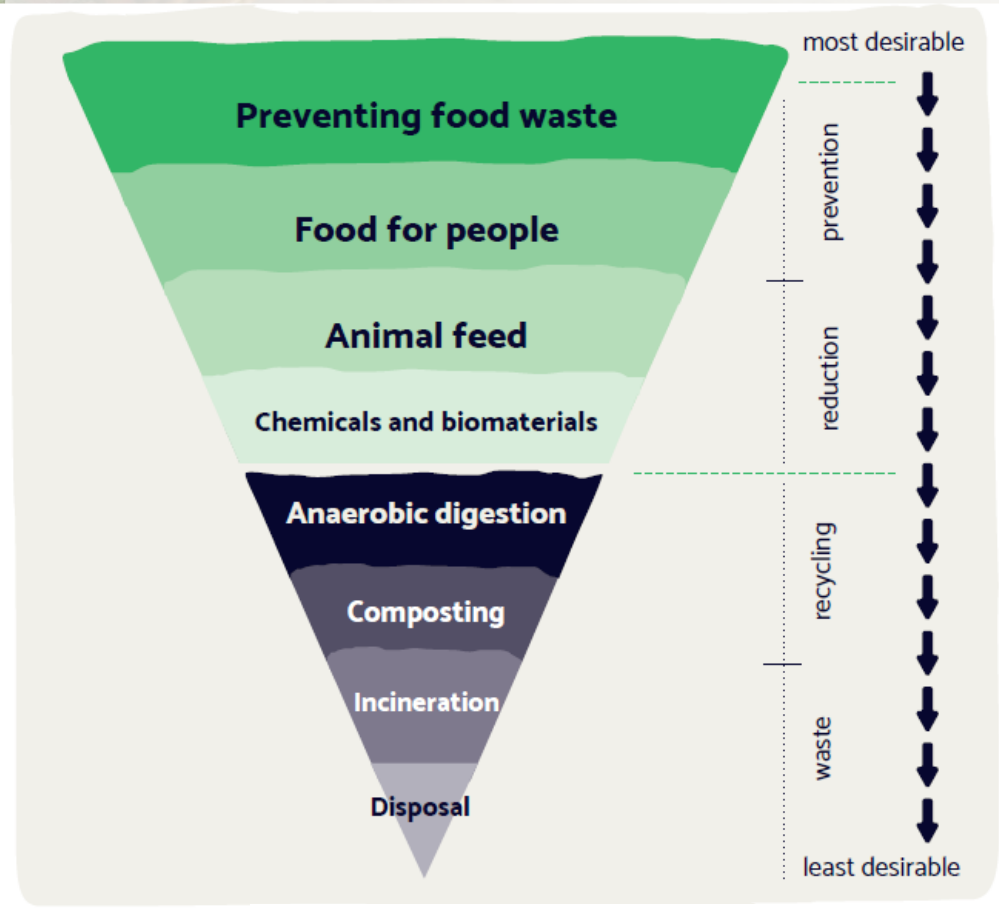 most desirable
Preventing food waste
prevention
Food for people
Animal feed
reduction
Chemicals and biomaterials
Anaerobic digestion
recycling
Composting
Incineration
waste
Disposal
least desirable